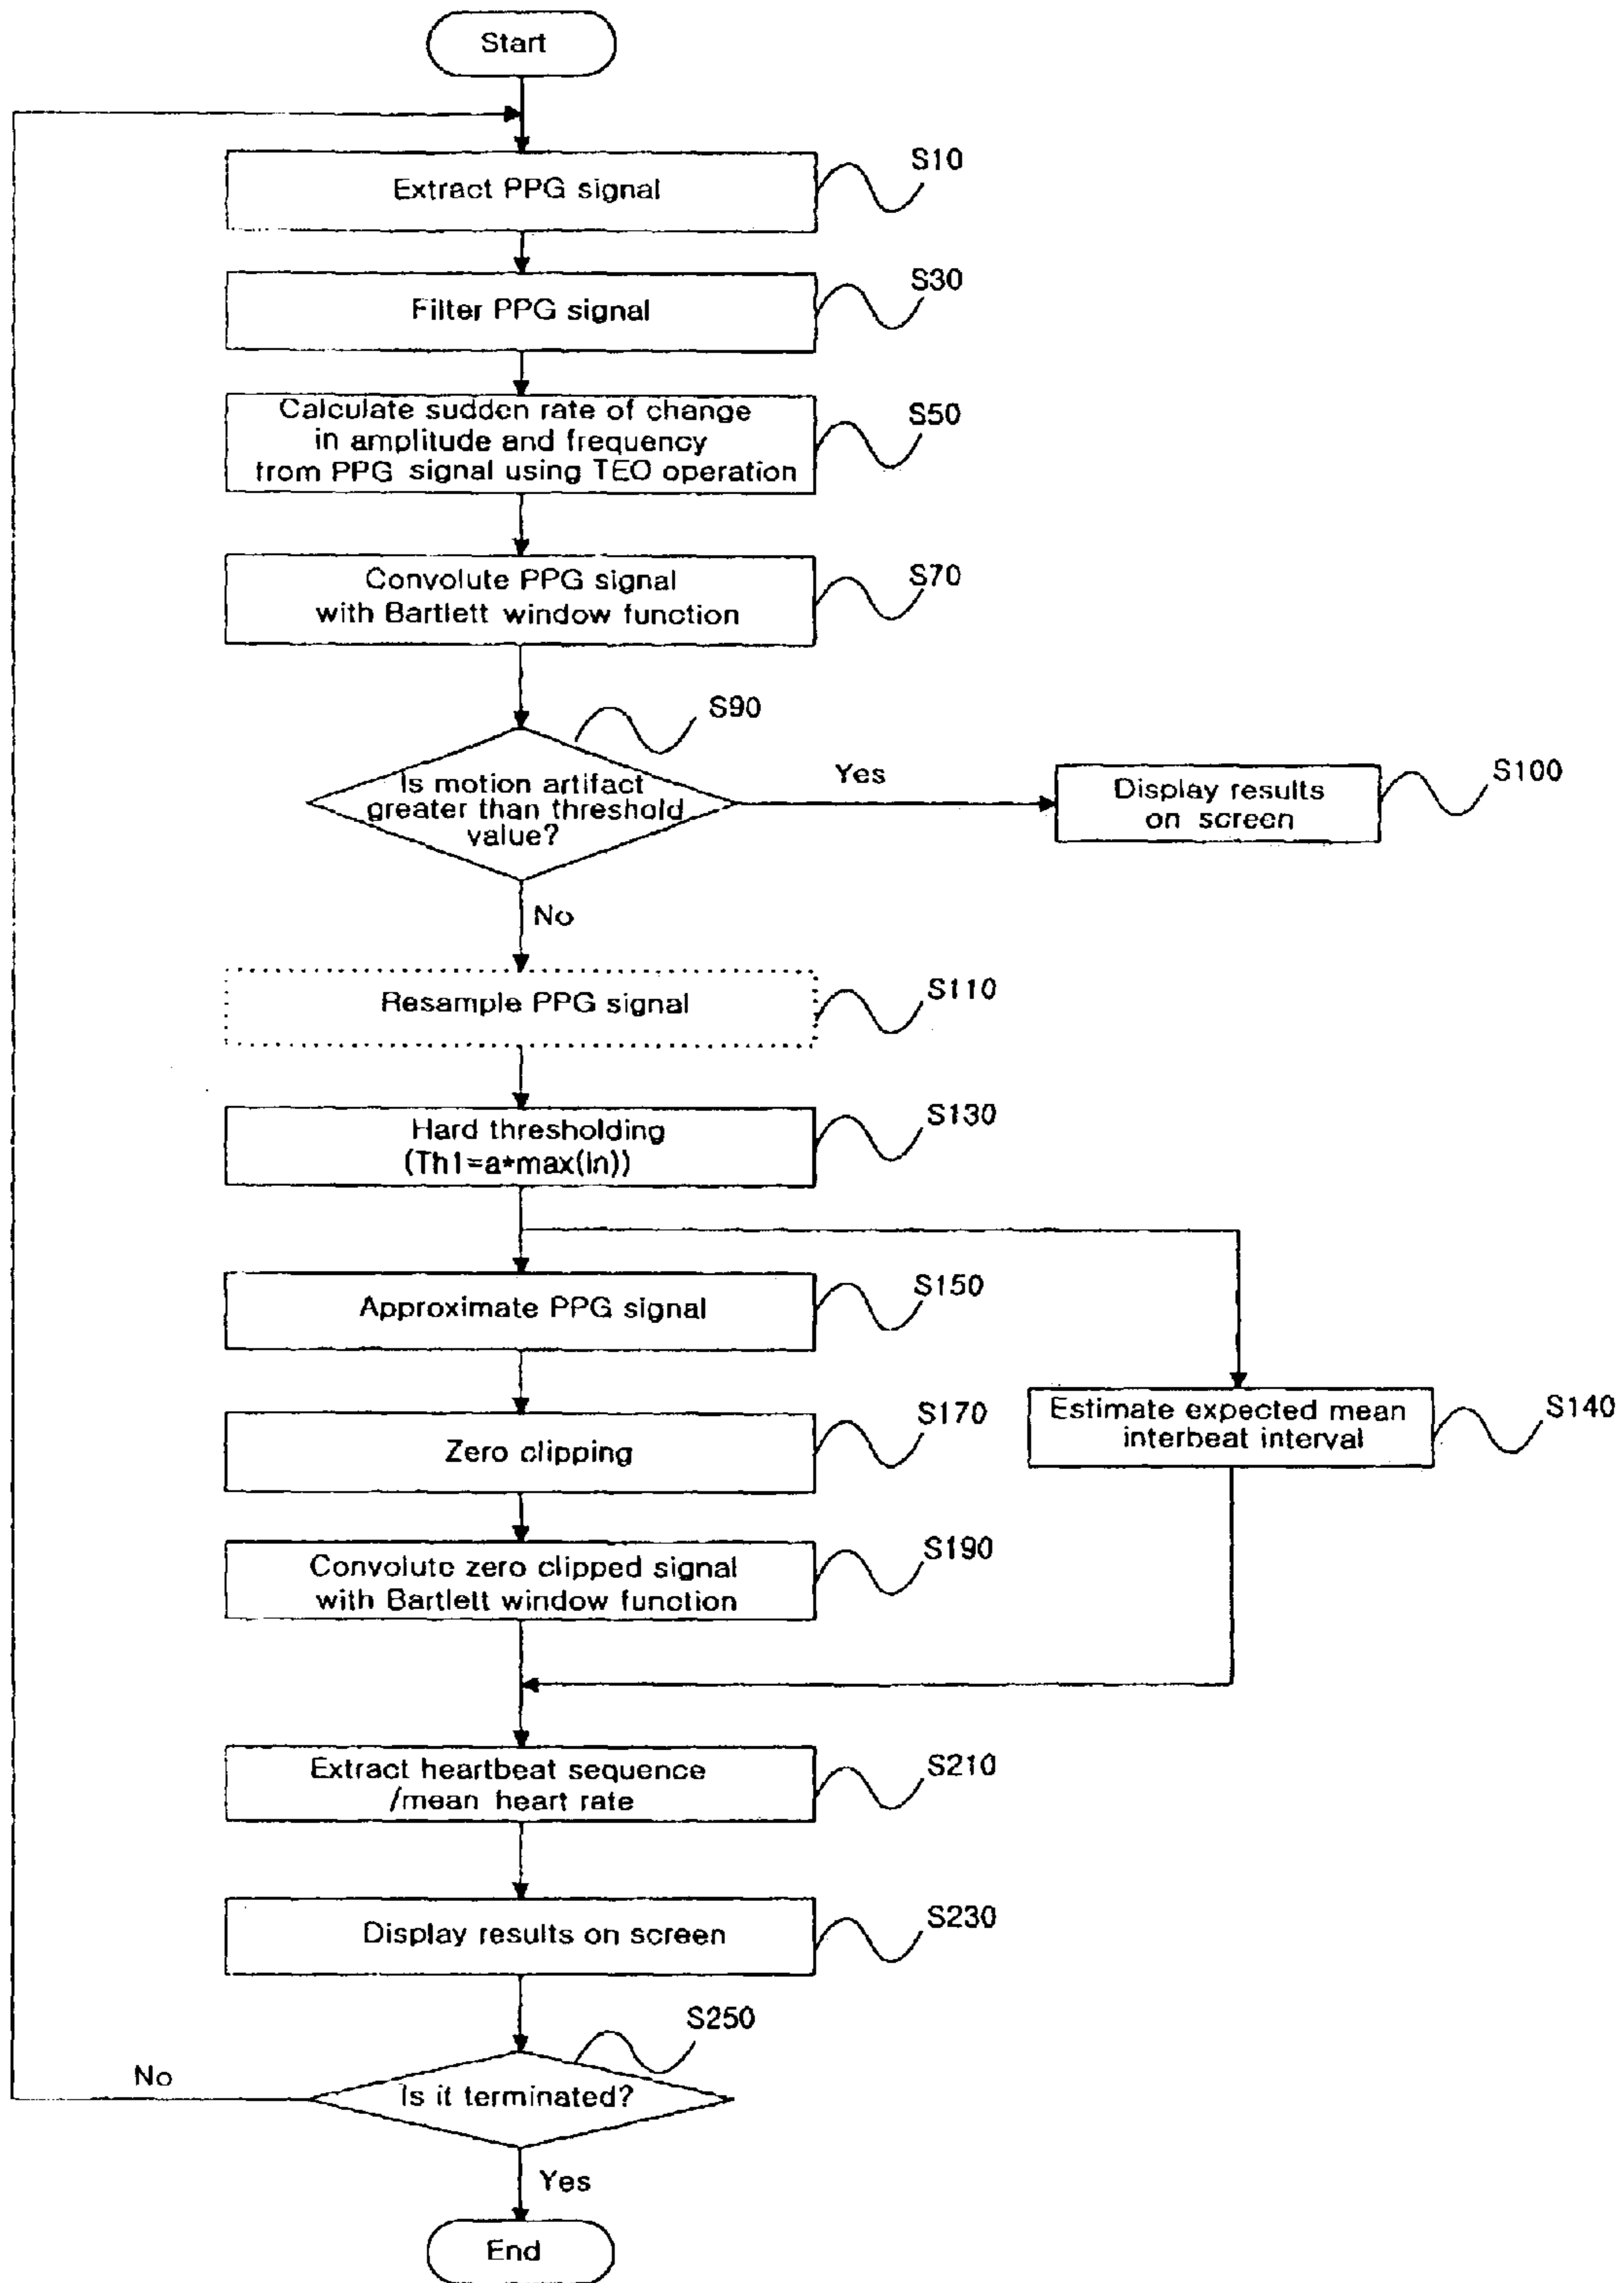 Start
S10
Extract PPG signal
S30
Filter PPG signal
S50
Calculate sudden rate of change
in amplitude and frequency
from PPG signal using TEO operation
S70
Convolute PPG signal
with Bartlett window function
S90
Is motion artifact
greater than threshold
value?
Yes
S100
Display results
on screen
No
S110
Resample PPG signal
S130
Hard thresholding
(Th1=a*max(In))
S150
Approximate PPG signal
S140
Estimate expected mean
interbeat interval
S170
Zero clipping
S190
Convolute zero clipped signal
with Bartlett window function
S210
Extract heartbeat sequence
/mean heart rate
S230
Display results on screen
S250
No
Is it terminated?
Yes
End